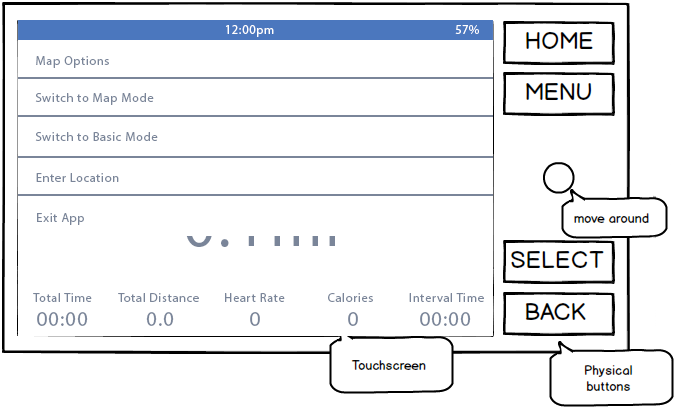 12:00pm 57%
Map Options
Switch to Map Mode
Switch to Basic Mode
Enter Location
Exit App
Total Time Total Distance Heart Rate Calories Interval Time
00:00 0.0 0 0 00:00
HOME
MENU
move around
SELECT
BACK
Touchscreen
Physical
buttons